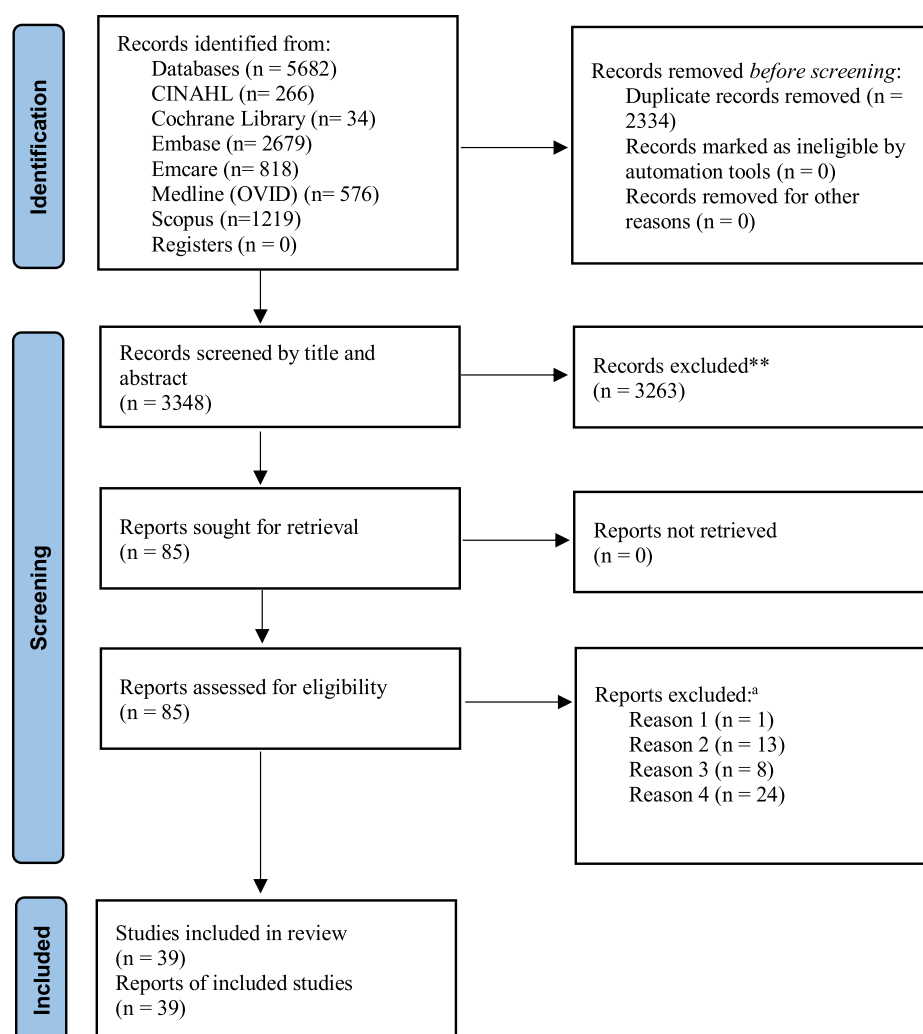 Identification
Records identified from:
Databases (n = 5682)
CINAHL (n= 266)
Cochrane Library (n= 34)
Embase (n= 2679)
Emcare (n= 818)
Medline (OVID) (n= 576)
Scopus (n=1219)
Registers (n = 0)
Records removed before screening:
Duplicate records removed (n =
2334)
Records marked as ineligible by
automation tools (n = 0)
Records removed for other
reasons (n = 0)
Screening
Records screened by title and
abstract
(n = 3348)
Records excluded**
(n = 3263)
Reports sought for retrieval
(n = 85)
Reports not retrieved
(n = 0)
Reports assessed for eligibility
(n = 85)
Reports excluded:ᵃ
Reason 1 (n = 1)
Reason 2 (n = 13)
Reason 3 (n = 8)
Reason 4 (n = 24)
Included
Studies included in review
(n = 39)
Reports of included studies
(n = 39)